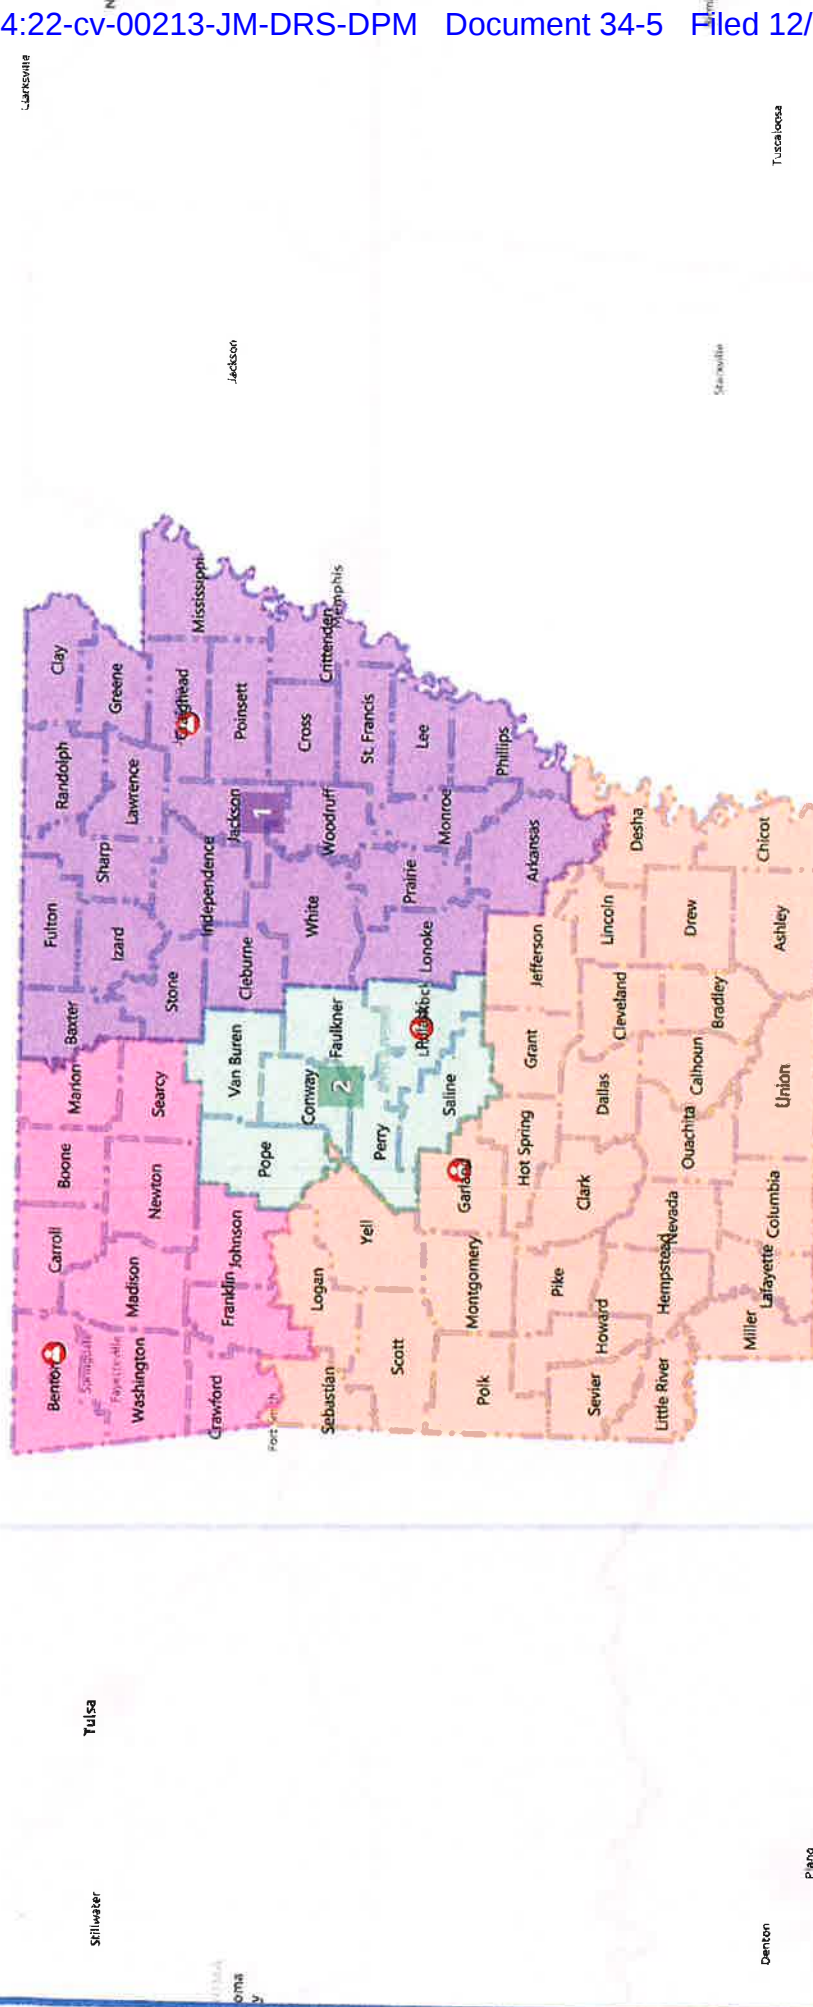 4:22-cv-00213-JM-DRS-DPM Document 34-5 Filed 12/
Clarksville
Tuscaloosa
Jackson
Starkville
Mississippi
Memphis
Crittenden
Clay
Greene
Craighead
Poinsett
Cross
St. Francis
Lee
Phillips
Randolph
Lawrence
Jackson
1
Woodruff
Monroe
Arkansas
Desha
Chicot
Sharp
Fulton
Izard
Independence
White
Prairie
Lonoke
Lincoln
Drew
Ashley
Jefferson
Baxter
Stone
Cleburne
Faulkner
Cleveland
Bradley
Marion
Searcy
Van Buren
Conway
2
Saline
Grant
Dallas
Calhoun
Union
Boone
Newton
Pope
Perry
Garland
Hot Spring
Clark
Ouachita
Nevada
Columbia
Carroll
Madison
Johnson
Franklin
Yell
Logan
Montgomery
Pike
Hempstead
Lafayette
Howard
Miller
Benton
Springdale
Fayetteville
Washington
Crawford
Fort Smith
Sebastian
Scott
Polk
Sevier
Little River
Tulsa
Stillwater
oma
y
Denton
Plano